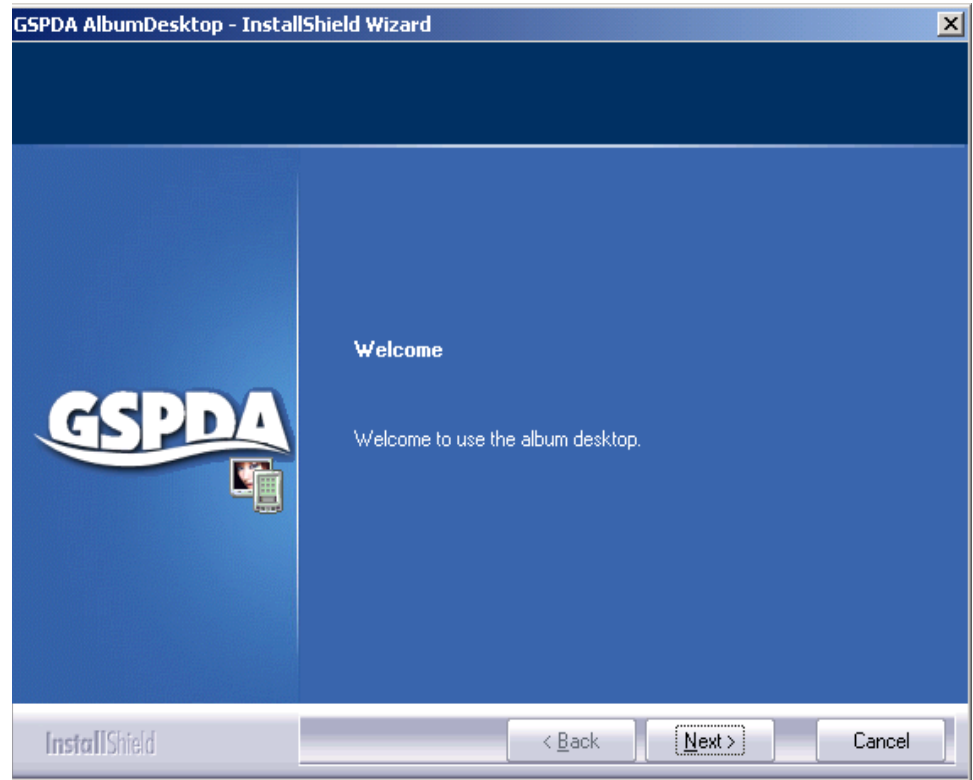 GSPDA AlbumDesktop - InstallShield Wizard
Welcome
GSPDA
Welcome to use the album desktop.
InstallShield
< Back
Next >
Cancel